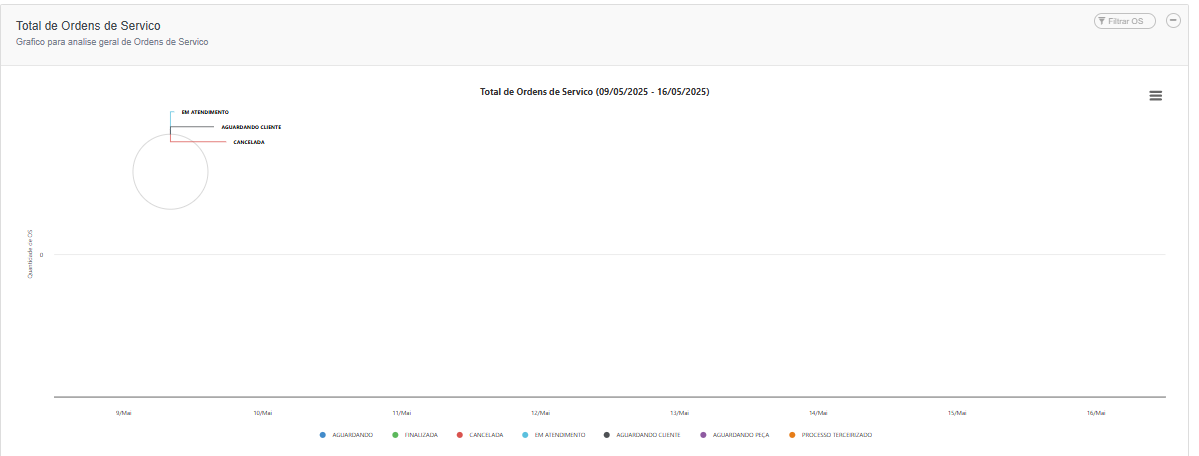 Total de Ordens de Servico
Grafico para analise geral de Ordens de Servico
Filtrar OS
Total de Ordens de Servico (09/05/2025 - 16/05/2025)
EM ATENDIMENTO
AGUARDANDO CLIENTE
CANCELADA
Quantidade de OS
0
9/Mai 10/Mai 11/Mai 12/Mai 13/Mai 14/Mai 15/Mai 16/Mai
AGUARDANDO FINALIZADA CANCELADA EM ATENDIMENTO AGUARDANDO CLIENTE AGUARDANDO PEÇA PROCESSO TERCEIRIZADO